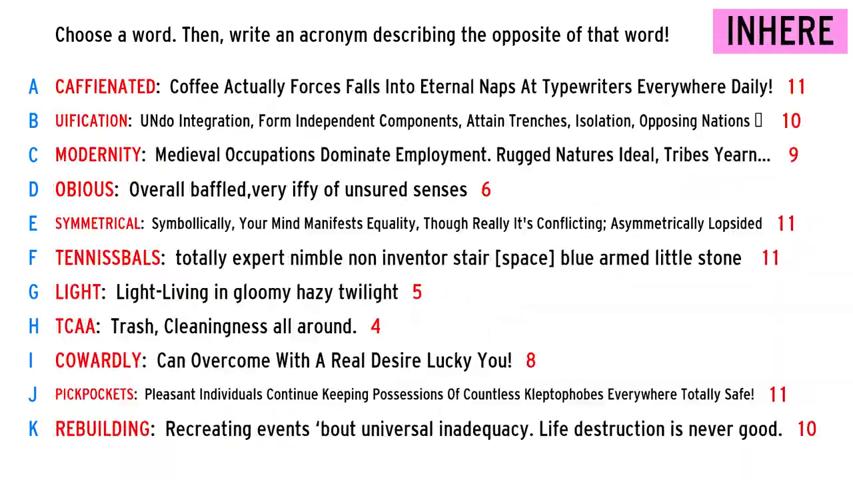 Choose a word. Then, write an acronym describing the opposite of that word!
INHERE
A CAFFIENATED: Coffee Actually Forces Falls Into Eternal Naps At Typewriters Everywhere Daily! 11
B UIFICATION: UNdo Integration, Form Independent Components, Attain Trenches, Isolation, Opposing Nations ▯ 10
C MODERNITY: Medieval Occupations Dominate Employment. Rugged Natures Ideal, Tribes Yearn... 9
D OBIOUS: Overall baffled,very iffy of unsured senses 6
E SYMMETRICAL: Symbollically, Your Mind Manifests Equality, Though Really It's Conflicting; Asymmetrically Lopsided 11
F TENNISSBALS: totally expert nimble non inventor stair [space] blue armed little stone 11
G LIGHT: Light-Living in gloomy hazy twilight 5
H TCAA: Trash, Cleaningness all around. 4
I COWARDLY: Can Overcome With A Real Desire Lucky You! 8
J PICKPOCKETS: Pleasant Individuals Continue Keeping Possessions Of Countless Kleptophobes Everywhere Totally Safe! 11
K REBUILDING: Recreating events ‘bout universal inadequacy. Life destruction is never good. 10